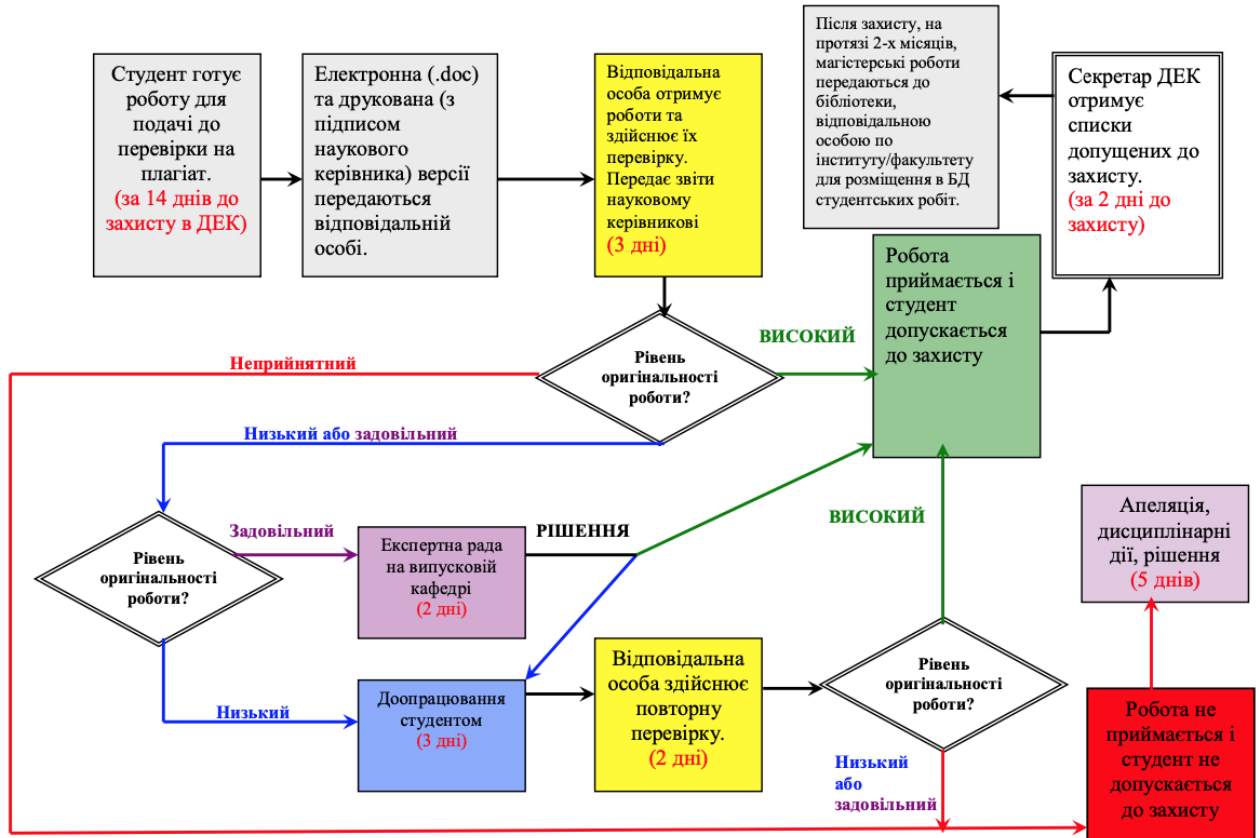 Студент готує
роботу для
подачі до
перевірки на
плагіат.
(за 14 днів до
захисту в ДЕК)
Електронна (.doc)
та друкована (з
підписом
наукового
керівника) версії
передаються
відповідальній
особі.
Відповідальна
особа отримує
роботи та
здійснює їх
перевірку.
Передає звіти
науковому
керівникові
(3 дні)
Після захисту, на
протязі 2-х місяців,
магістерські роботи
передаються до
бібліотеки,
відповідальною
особою по
інституту/факультету
для розміщення в БД
студентських робіт.
Секретар ДЕК
отримує
списки
допущених до
захисту.
(за 2 дні до
захисту)
Робота
приймається і
студент
допускається
до захисту
ВИСОКИЙ
Рівень
оригінальності
роботи?
Неприйнятний
Низький або задовільний
Рівень
оригінальності
роботи?
Задовільний
Експертна рада
на випусковій
кафедрі
(2 дні)
РІШЕННЯ
ВИСОКИЙ
Апеляція,
дисциплінарні
дії, рішення
(5 днів)
Низький
Доопрацювання
студентом
(3 дні)
Відповідальна
особа здійснює
повторну
перевірку.
(2 дні)
Рівень
оригінальності
роботи?
Низький
або
задовільний
Робота не
приймається і
студент не
допускається
до захисту